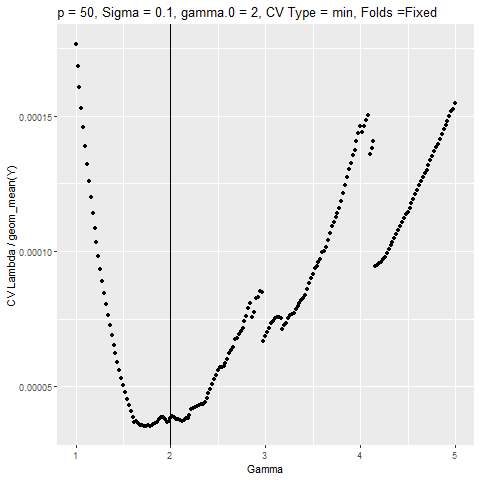 p = 50, Sigma = 0.1, gamma.0 = 2, CV Type = min, Folds =Fixed
CV Lambda / geom_mean(Y)
0.00015
0.00010
0.00005
1 2 3 4 5
Gamma